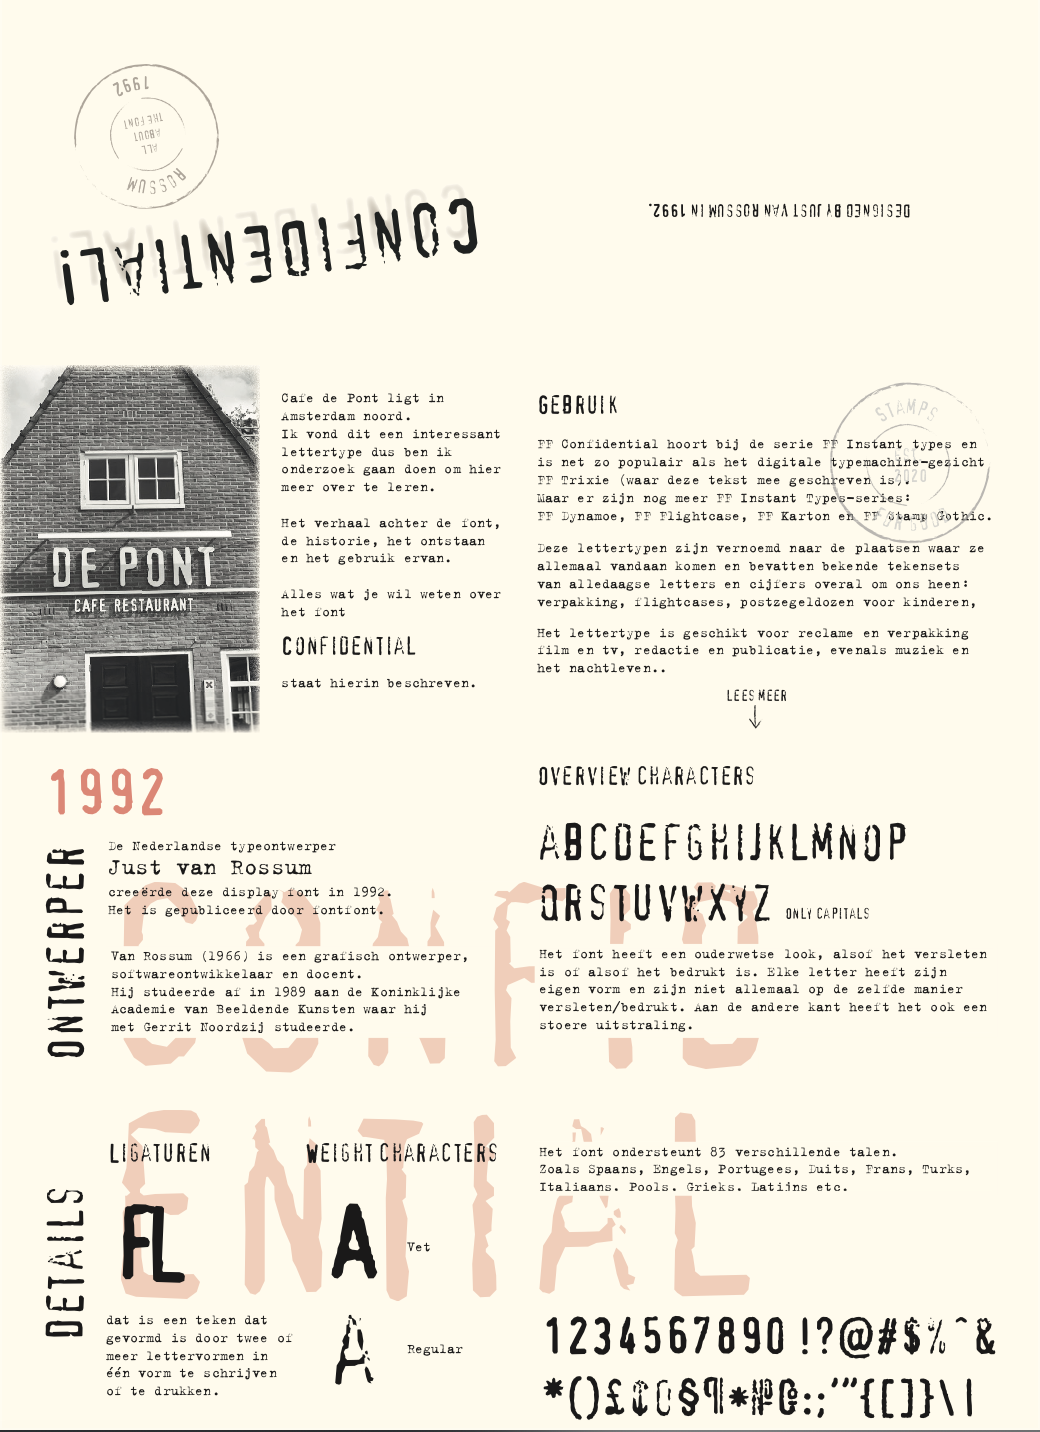 1992
ALL
ABOUT
THE FONT
ROSSUM
CONFIDENTIAL!
DESIGNED BY JUST VAN ROSSUM IN 1992.
DE PONT
CAFE RESTAURANT
Cafe de Pont ligt in
Amsterdam noord.
Ik vond dit een interessant
lettertype dus ben ik
onderzoek gaan doen om hier
meer over te leren.
Het verhaal achter de font,
de historie, het ontstaan
en het gebruik ervan.
Alles wat je wil weten over
het font
CONFIDENTIAL
staat hierin beschreven.
GEBRUIK
STAMPS
2020
FF Confidential hoort bij de serie FF Instant types en
is net zo populair als het digitale typemachine-gezicht
FF Trixie (waar deze tekst mee geschreven is).
Maar er zijn nog meer FF Instant Types-series:
FF Dynamoe, FF Flightcase, FF Karton en FF Stamp Gothic.
Deze lettertypen zijn vernoemd naar de plaatsen waar ze
allemaal vandaan komen en bevatten bekende tekensets
van alledaagse letters en cijfers overal om ons heen:
verpakking, flightcases, postzegeldozen voor kinderen,
Het lettertype is geschikt voor reclame en verpakking
film en tv, redactie en publicatie, evenals muziek en
het nachtleven..
LEES MEER
1992
ONTWERPER
De Nederlandse typeontwerper
Just van Rossum
creeërde deze display font in 1992.
Het is gepubliceerd door fontfont.
Van Rossum (1966) is een grafisch ontwerper,
softwareontwikkelaar en docent.
Hij studeerde af in 1989 aan de Koninklijke
Academie van Beeldende Kunsten waar hij
met Gerrit Noordzij studeerde.
OVERVIEW CHARACTERS
ABCDEFGHIJKLMNOP
QRSTUVWXYZ ONLY CAPITALS
Het font heeft een ouderwetse look, alsof het versleten
is of alsof het bedrukt is. Elke letter heeft zijn
eigen vorm en zijn niet allemaal op de zelfde manier
versleten/bedrukt. Aan de andere kant heeft het ook een
stoere uitstraling.
CONFID
ENTIAL
DETAILS
LIGATUREN
FL
dat is een teken dat
gevormd is door twee of
meer lettervormen in
één vorm te schrijven
of te drukken.
WEIGHT CHARACTERS
A Vet
A Regular
Het font ondersteunt 83 verschillende talen.
Zoals Spaans, Engels, Portugees, Duits, Frans, Turks,
Italiaans. Pools. Grieks. Latijns etc.
1234567890 !?@#$%ˆ&
*()£ §¶* :;'"{[]}\|